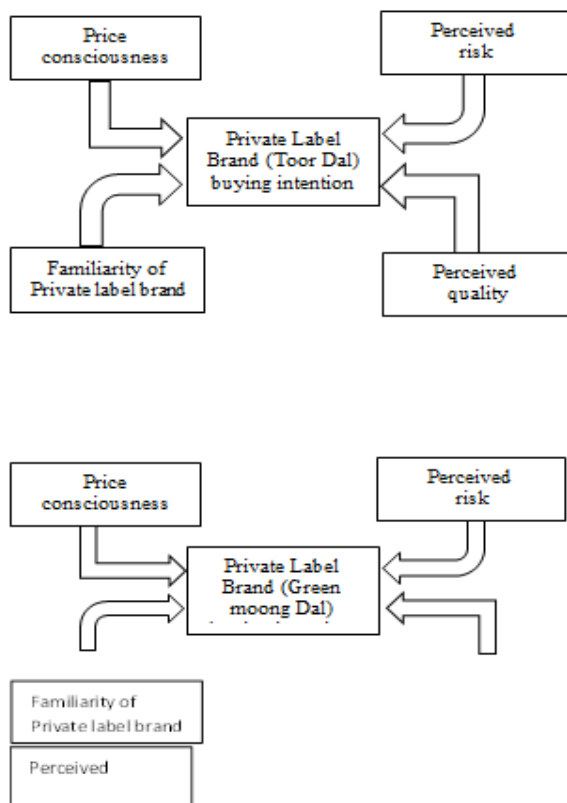 Price
consciousness
Perceived
risk
Private Label
Brand (Toor Dal)
buying intention
Familiarity of
Private label brand
Perceived
quality
Price
consciousness
Perceived
risk
Private Label
Brand (Green
moong Dal)
Familiarity of
Private label brand
Perceived